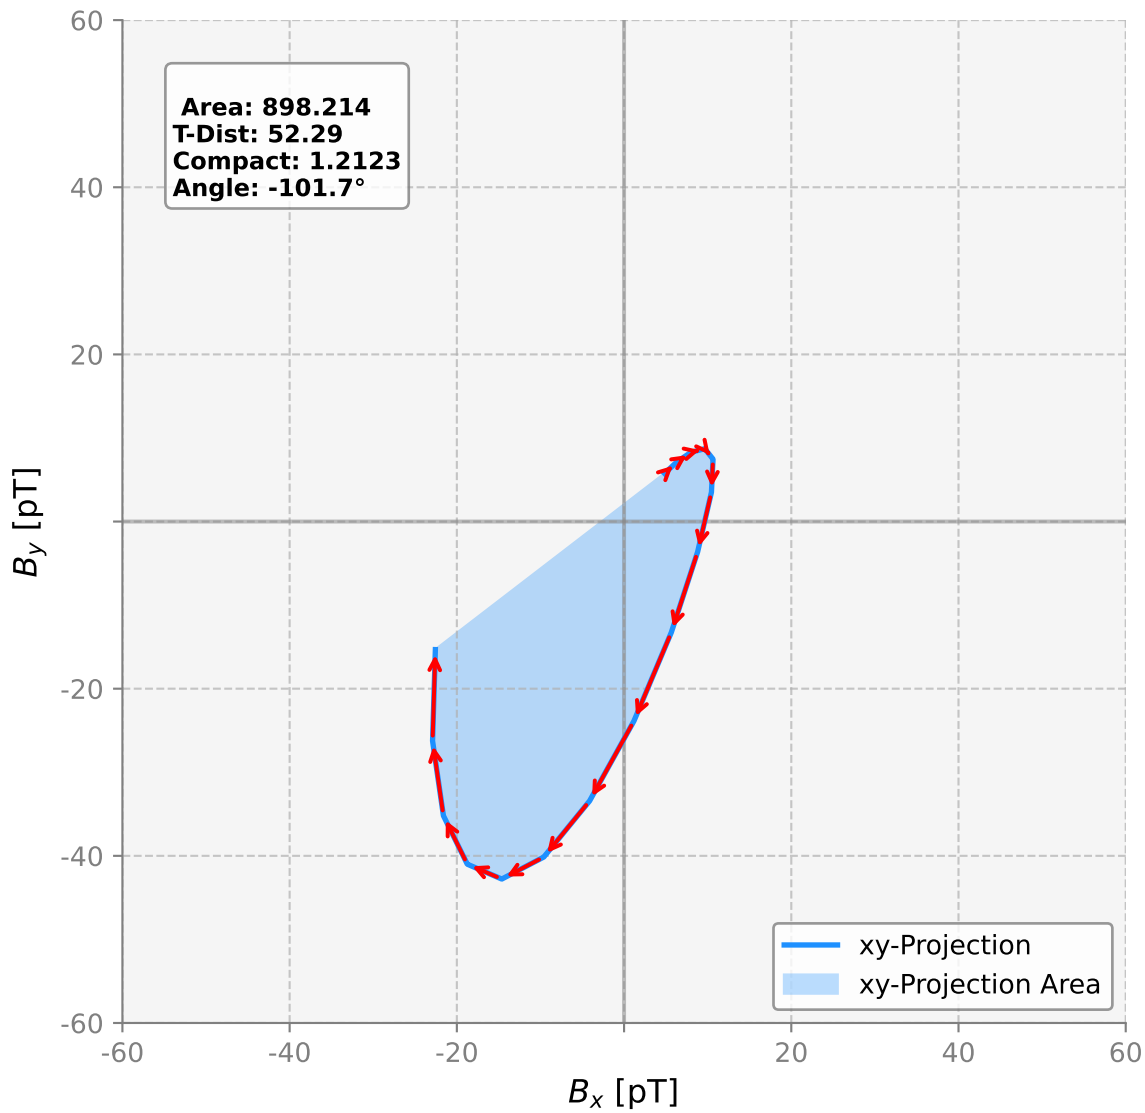 60
40
20
-20
-40
-60
-60
-40
-20
20
40
60
B_y [pT]
B_x [pT]
Area: 898.214
T-Dist: 52.29
Compact: 1.2123
Angle: -101.7°
xy-Projection
xy-Projection Area